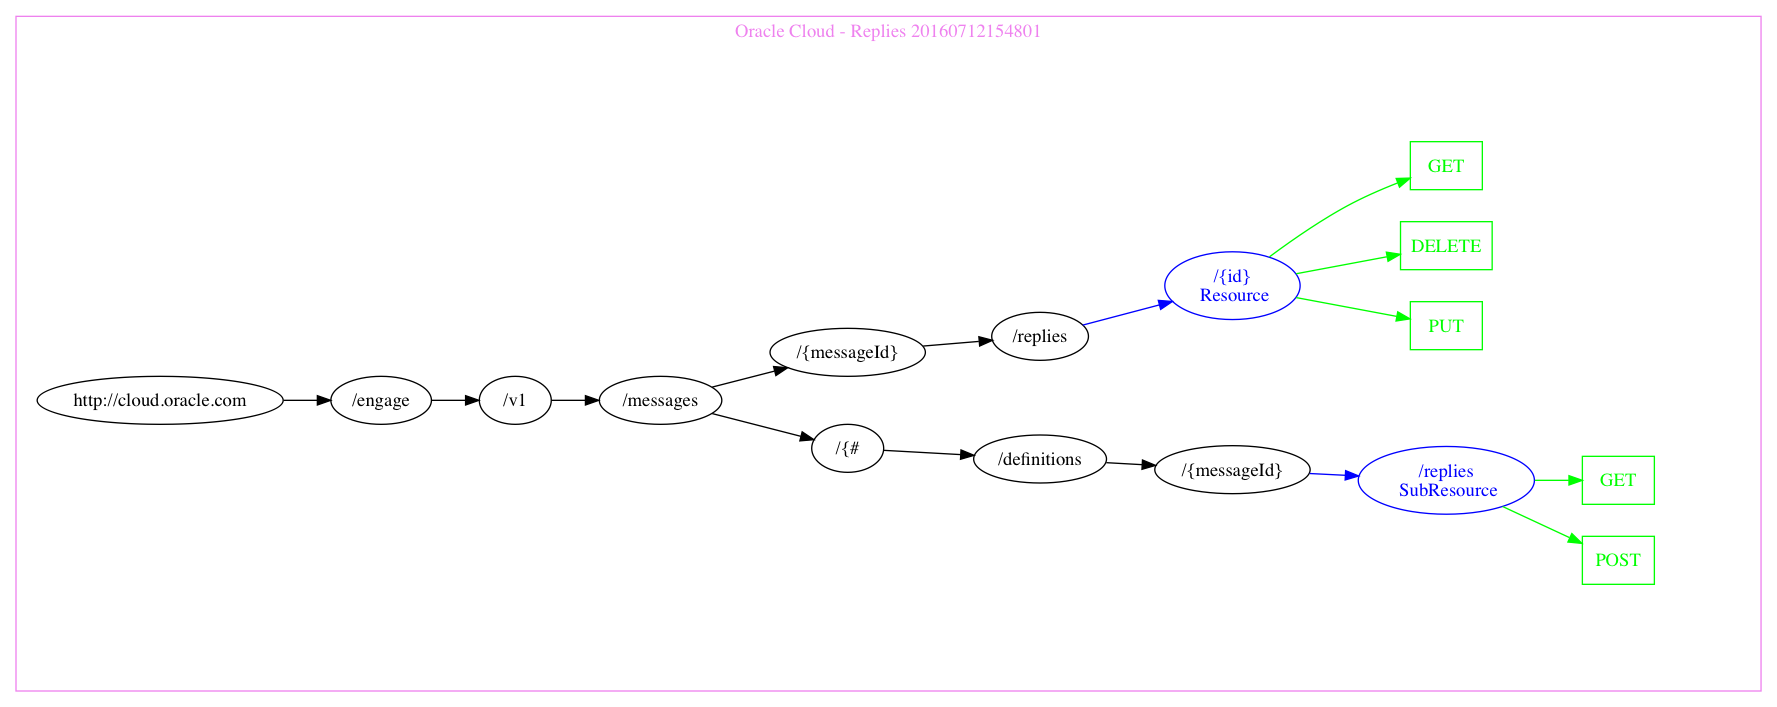 Oracle Cloud - Replies 20160712154801
http://cloud.oracle.com
/engage
/v1
/messages
/{messageId}
/replies
/{id}
Resource
GET
DELETE
PUT
/{#
/definitions
/{messageId}
/replies
SubResource
GET
POST